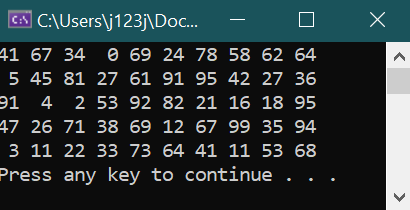 C:\Users\j123j\Doc...
41 67 34  0 69 24 78 58 62 64
 5 45 81 27 61 91 95 42 27 36
91  4  2 53 92 82 21 16 18 95
47 26 71 38 69 12 67 99 35 94
 3 11 22 33 73 64 41 11 53 68
Press any key to continue . . .